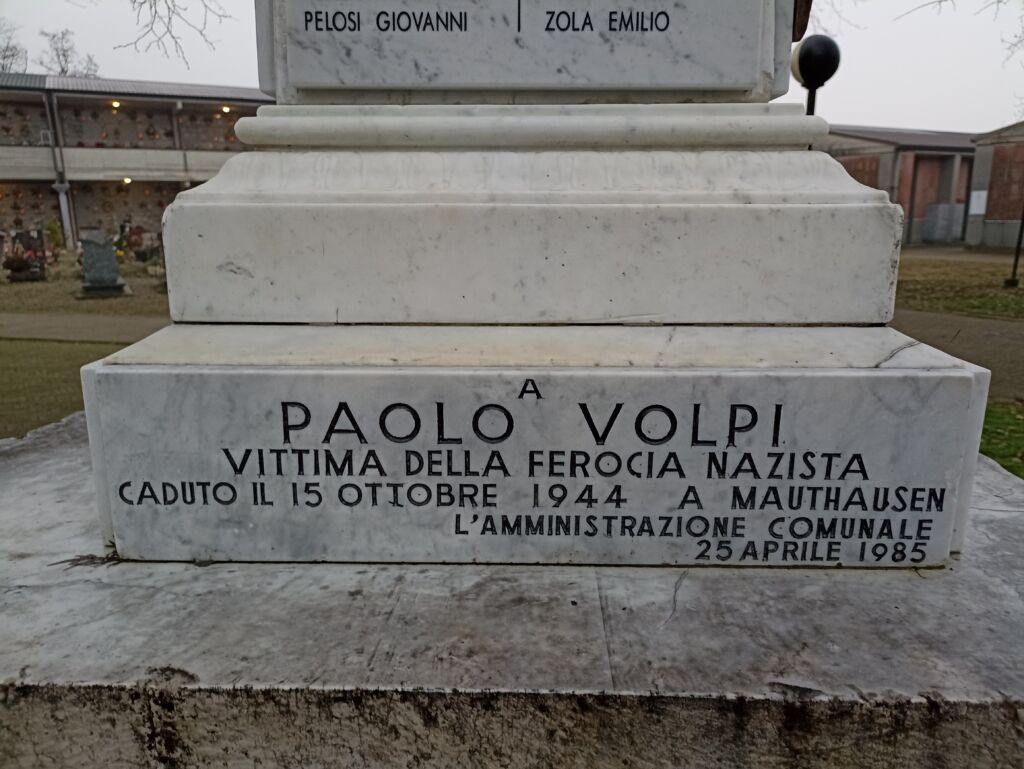 PELOSI GIOVANNI | ZOLA EMILIO
A
PAOLO VOLPI
VITTIMA DELLA FEROCIA NAZISTA
CADUTO IL 15 OTTOBRE 1944 A MAUTHAUSEN
L'AMMINISTRAZIONE COMUNALE
25 APRILE 1985